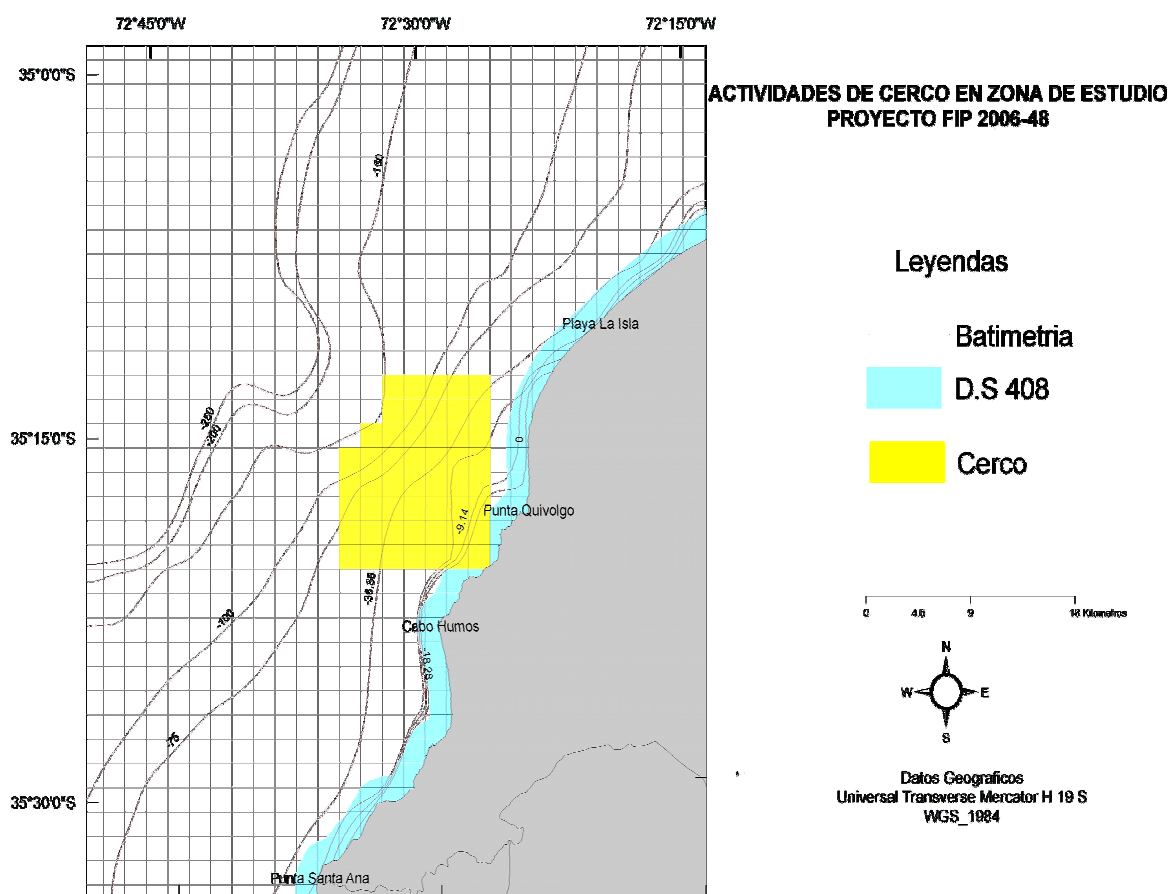 72°45'0"W 72°30'0"W 72°15'0"W
35°0'0"S
35°15'0"S
35°30'0"S
-150
-250
-200
-100
-75
-36.86
-9.14
-18.28
0
Playa La Isla
Punta Quivolgo
Cabo Humos
Punta Santa Ana
ACTIVIDADES DE CERCO EN ZONA DE ESTUDIO
PROYECTO FIP 2006-48
Leyendas
Batimetria
D.S 408
Cerco
0 4.5 9 18 Kilometros
N
W E
S
Datos Geograficos
Universal Transverse Mercator H 19 S
WGS_1984